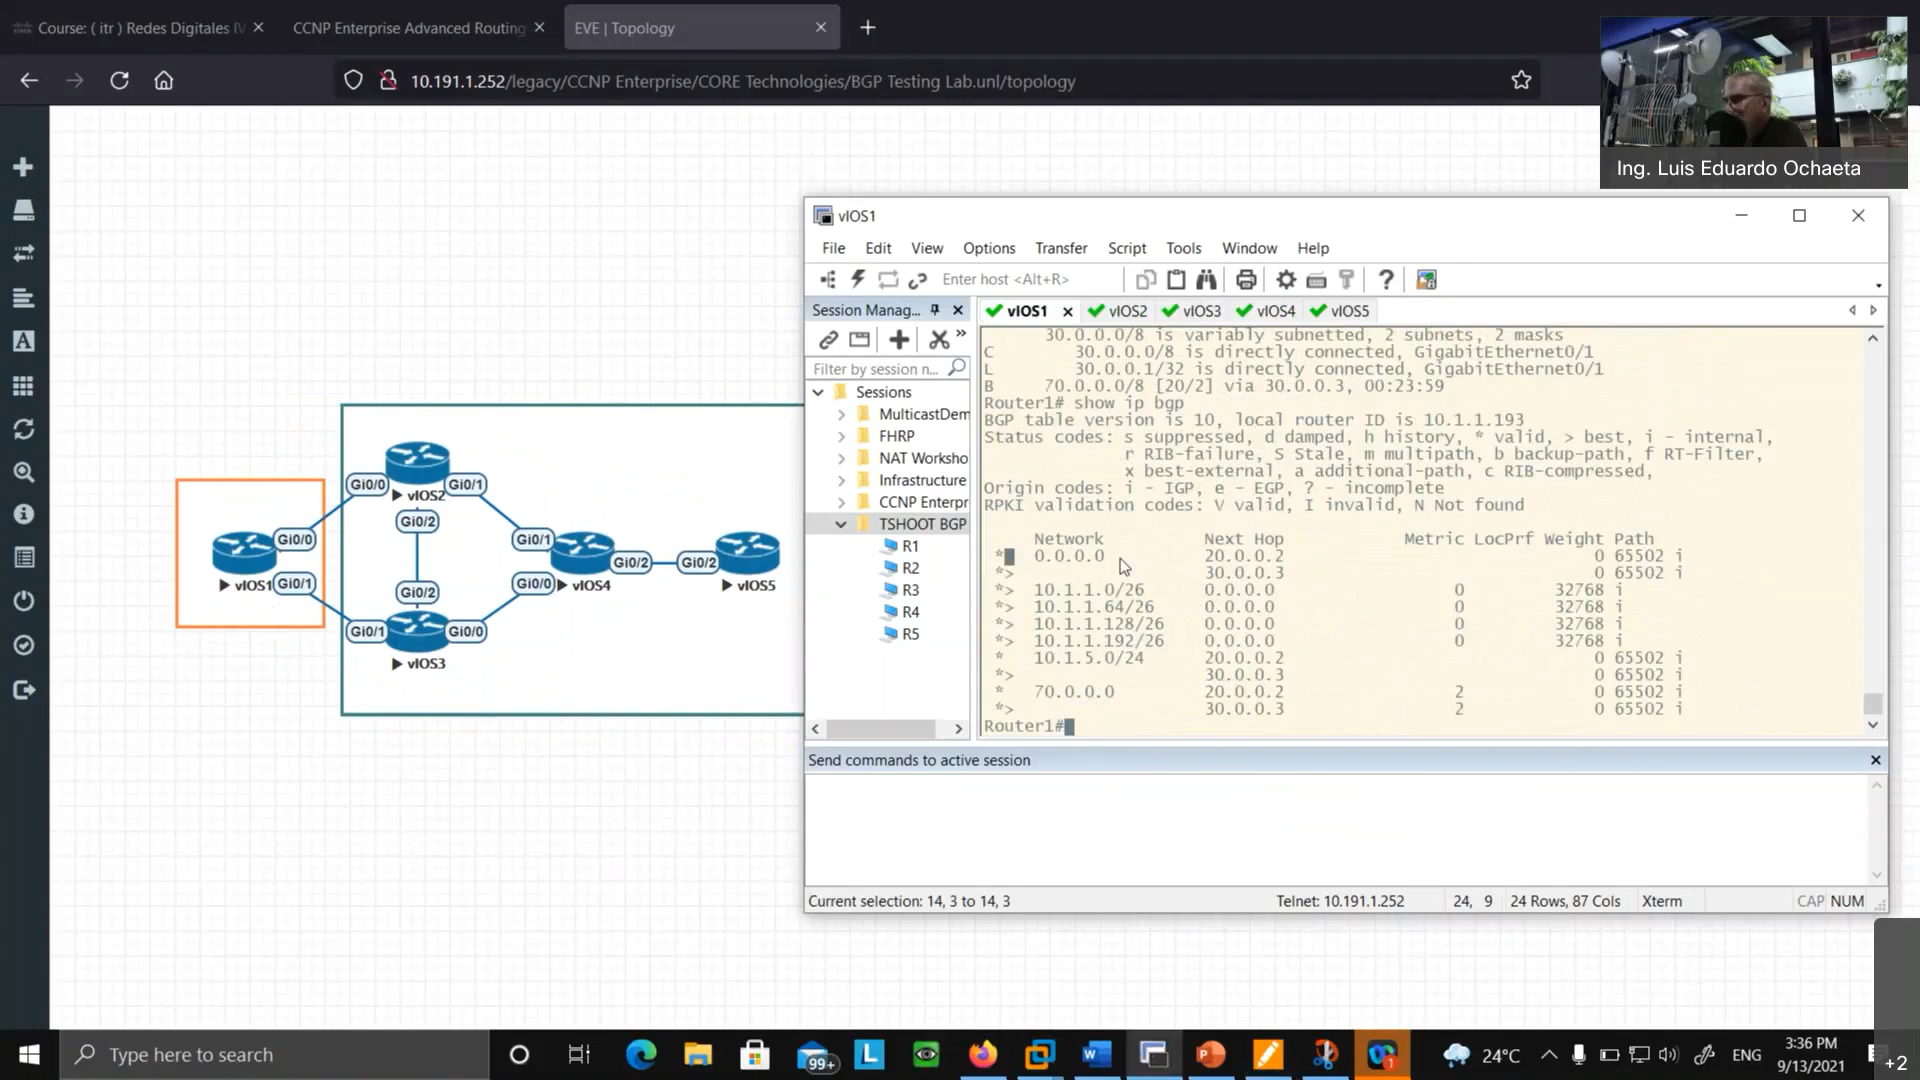 Course: ( itr ) Redes Digitales IV
CCNP Enterprise Advanced Routing
EVE | Topology
10.191.1.252/legacy/CCNP Enterprise/CORE Technologies/BGP Testing Lab.unl/topology
Ing. Luis Eduardo Ochaeta
vIOS1
File Edit View Options Transfer Script Tools Window Help
Enter host <Alt+R>
Session Manag...
vIOS1 vIOS2 vIOS3 vIOS4 vIOS5
Filter by session n...
Sessions
MulticastDem
FHRP
NAT Worksho
Infrastructure
CCNP Enterpr
TSHOOT BGP
R1
R2
R3
R4
R5
30.0.0.0/8 is variably subnetted, 2 subnets, 2 masks
C 30.0.0.0/8 is directly connected, GigabitEthernet0/1
L 30.0.0.1/32 is directly connected, GigabitEthernet0/1
B 70.0.0.0/8 [20/2] via 30.0.0.3, 00:23:59
Router1# show ip bgp
BGP table version is 10, local router ID is 10.1.1.193
Status codes: s suppressed, d damped, h history, * valid, > best, i - internal,
r RIB-failure, S Stale, m multipath, b backup-path, f RT-Filter,
x best-external, a additional-path, c RIB-compressed,
Origin codes: i - IGP, e - EGP, ? - incomplete
RPKI validation codes: V valid, I invalid, N Not found
Network Next Hop Metric LocPrf Weight Path
* 0.0.0.0 20.0.0.2 0 65502 i
*> 30.0.0.3 0 65502 i
*> 10.1.1.0/26 0.0.0.0 0 32768 i
*> 10.1.1.64/26 0.0.0.0 0 32768 i
*> 10.1.1.128/26 0.0.0.0 0 32768 i
*> 10.1.1.192/26 0.0.0.0 0 32768 i
* 10.1.5.0/24 20.0.0.2 0 65502 i
*> 30.0.0.3 0 65502 i
* 70.0.0.0 20.0.0.2 2 0 65502 i
*> 30.0.0.3 2 0 65502 i
Router1#
Send commands to active session
Current selection: 14, 3 to 14, 3
Telnet: 10.191.1.252 24, 9 24 Rows, 87 Cols Xterm CAP NUM
Gi0/0 vIOS2 Gi0/1
Gi0/2
Gi0/0
vIOS1
Gi0/1
Gi0/1
vIOS4
Gi0/2
Gi0/2
vIOS5
Gi0/0
Gi0/2
Gi0/1 Gi0/0
vIOS3
Type here to search
99+
L
1
24°C
ENG
3:36 PM
9/13/2021
+2